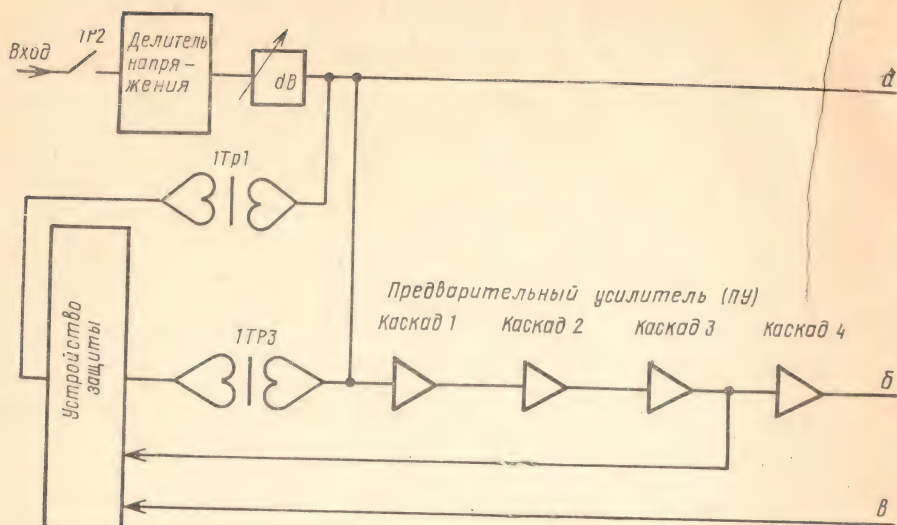 Вход
1Р2
Делитель
напря-
жения
dB
а
1Тр1
Предварительный усилитель (ПУ)
Каскад 1
Каскад 2
Каскад 3
Каскад 4
Устройство
защиты
1ТР3
б
в